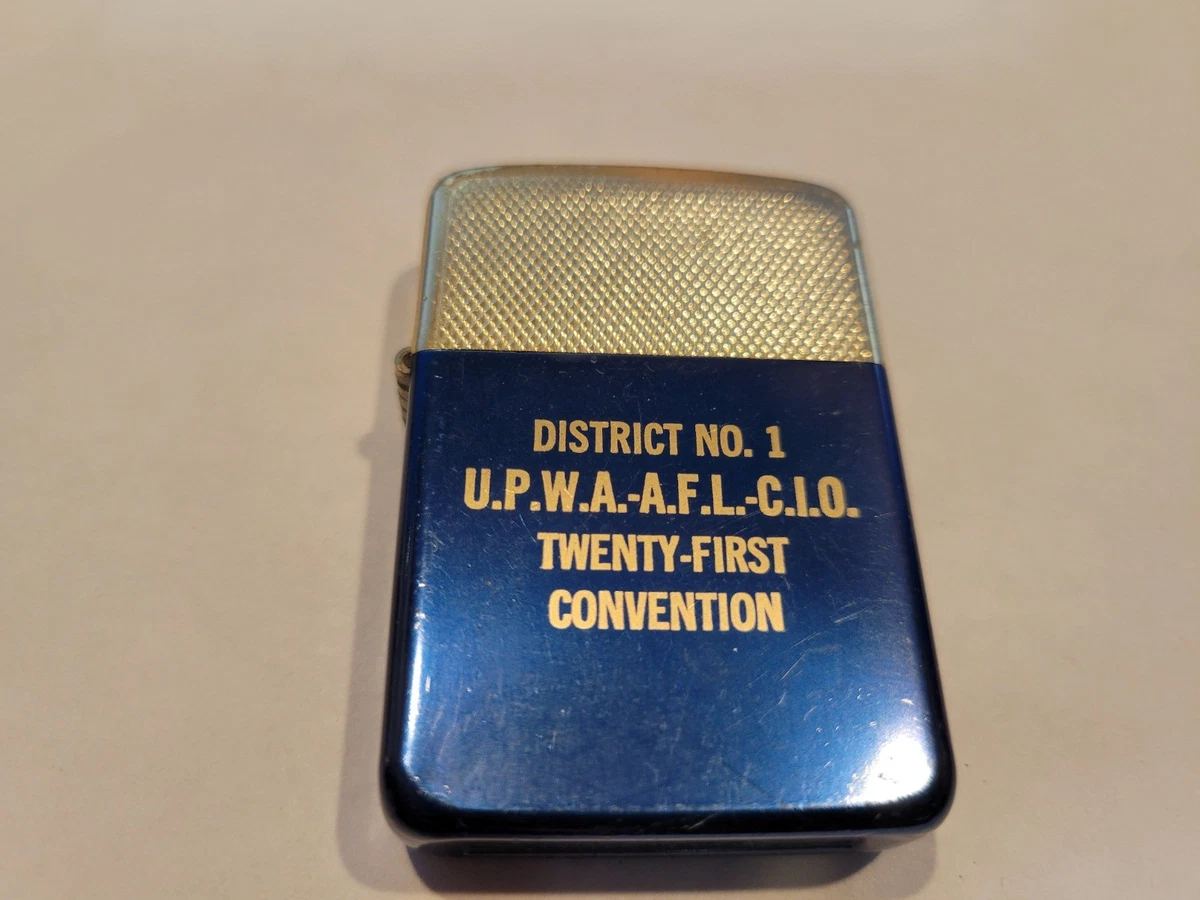 DISTRICT NO. 1
U.P.W.A.-A.F.L.-C.I.O.
TWENTY-FIRST
CONVENTION